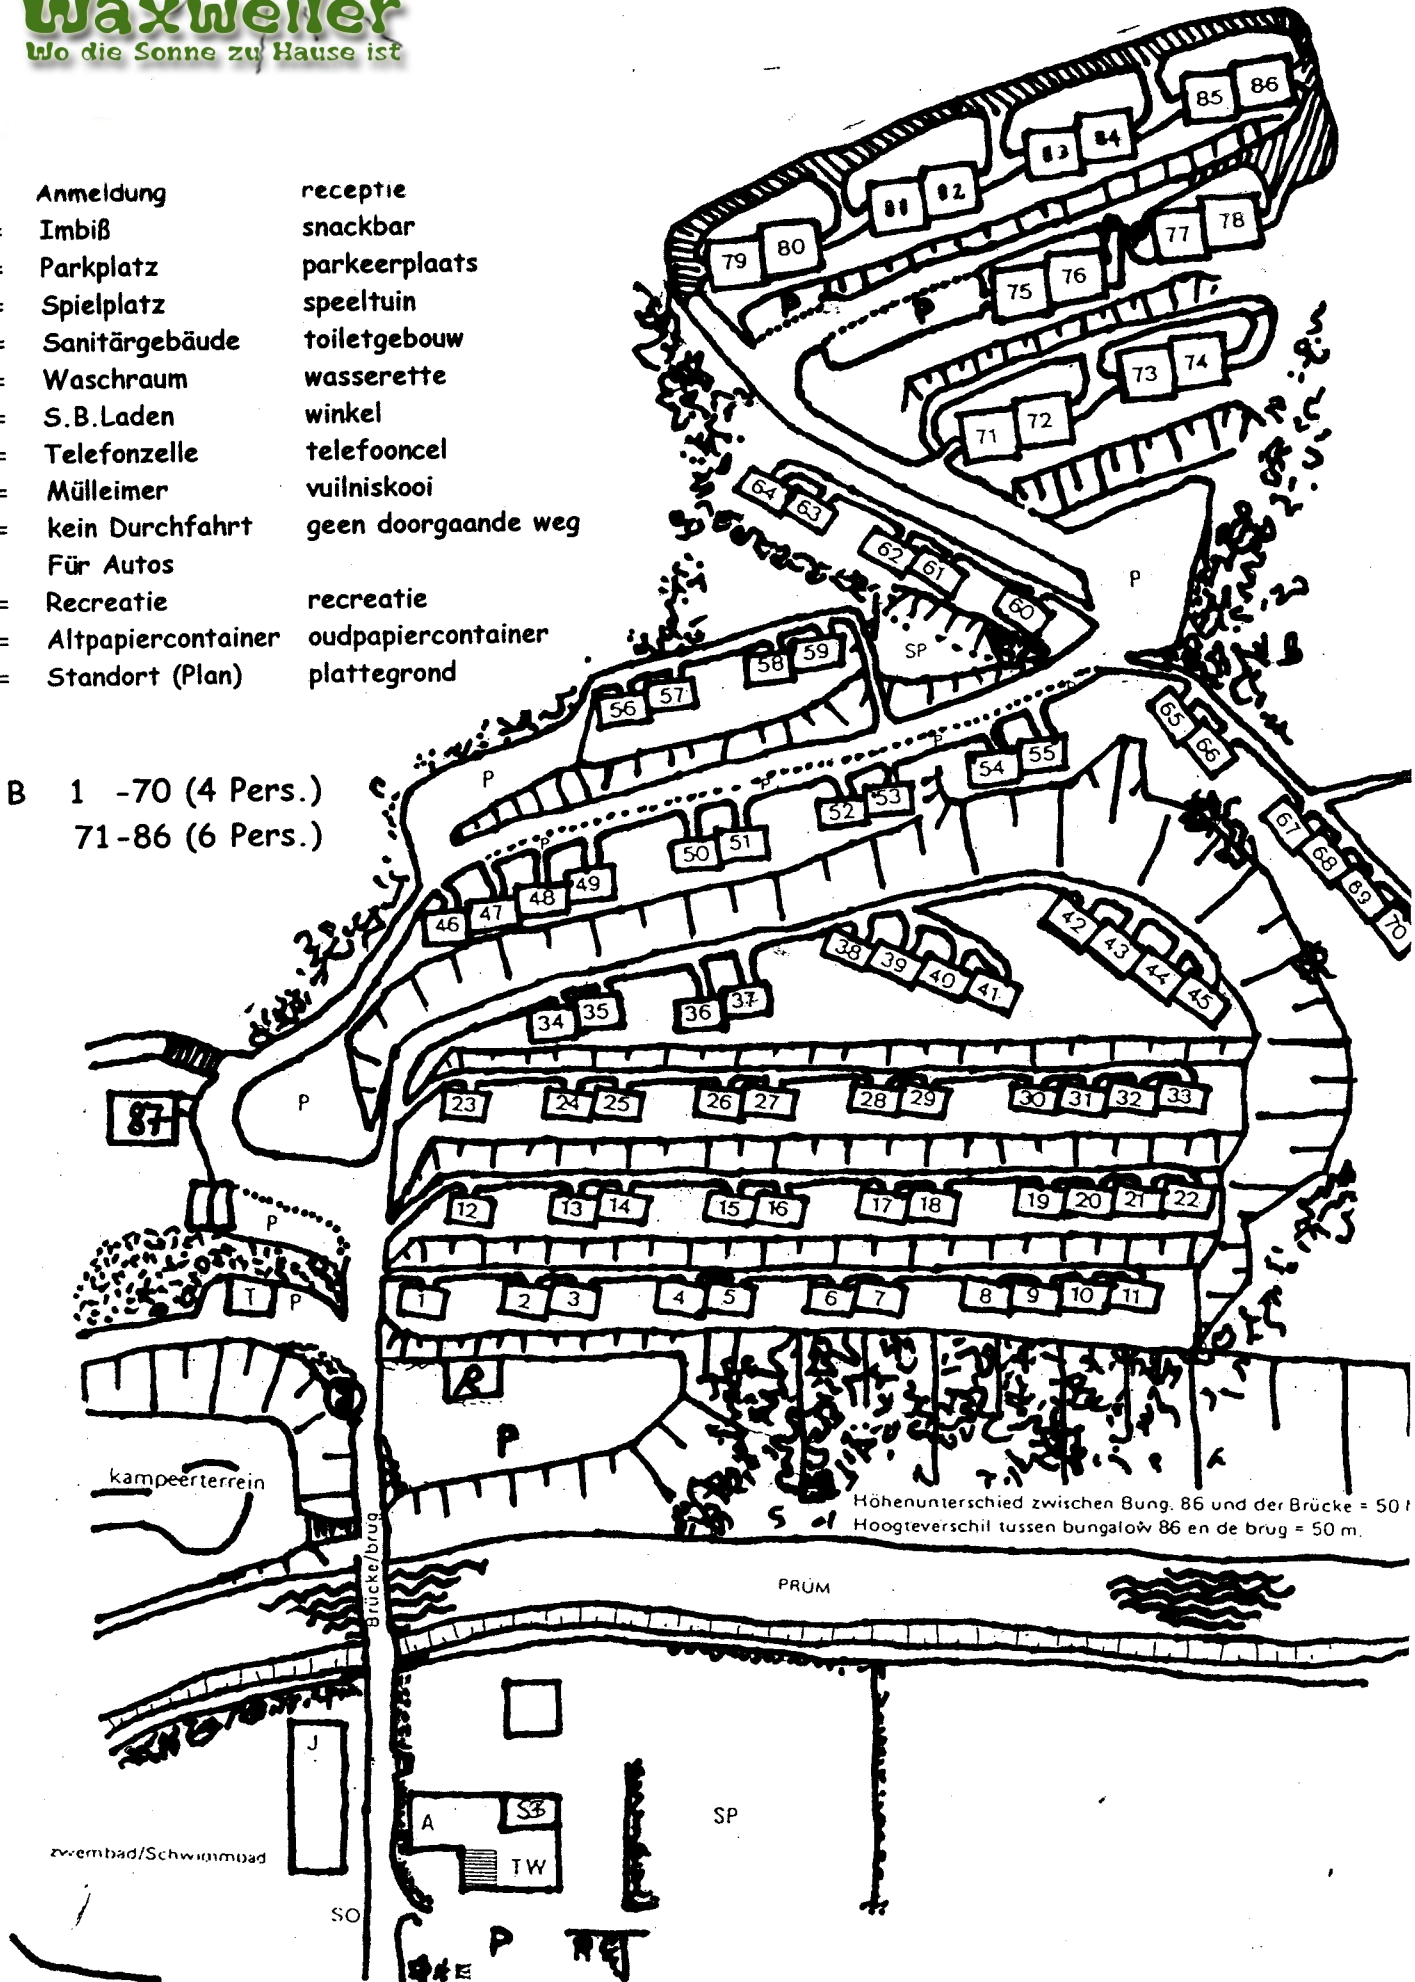 Waxweiler
Wo die Sonne zu Hause ist
Anmeldung receptie
= Imbiß snackbar
= Parkplatz parkeerplaats
= Spielplatz speeltuin
= Sanitärgebäude toiletgebouw
= Waschraum wasserette
= S.B.Laden winkel
= Telefonzelle telefooncel
= Mülleimer vuilniskooi
= kein Durchfahrt geen doorgaande weg
Für Autos
= Recreatie recreatie
= Altpapiercontainer oudpapiercontainer
= Standort (Plan) plattegrond
B 1 -70 (4 Pers.)
71-86 (6 Pers.)
85 86
83 84
81 82
79 80
77 78
75 76
P P
73 74
71 72
64 63
62 61
60
P
SP
58 59
56 57
65
66
P
54 55
P
P
52 53
50 51
P
46 47 48 49
67
68
69
70
38 39 40 41
42 43 44 45
34 35
36 37
P
87
23 24 25 26 27 28 29 30 31 32 33
12 13 14 15 16 17 18 19 20 21 22
P
T P
1 2 3 4 5 6 7 8 9 10 11
R
P
kampeerterrein
Höhenunterschied zwischen Bung. 86 und der Brücke = 50
Hoogteverschil tussen bungalow 86 en de brug = 50 m.
Brücke/brug
PRÜM
J
A SB
TW
SP
zwembad/Schwimmbad
SO
P